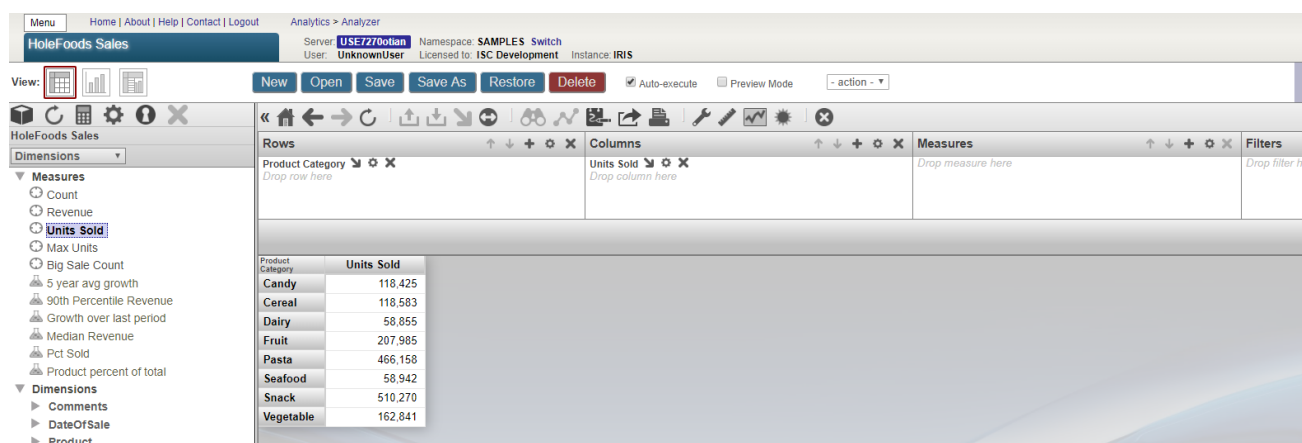 Menu Home | About | Help | Contact | Logout Analytics > Analyzer
HoleFoods Sales
Server: USE7270otian Namespace: SAMPLES Switch
User: UnknownUser Licensed to: ISC Development Instance: IRIS
View: New Open Save Save As Restore Delete Auto-execute Preview Mode - action -
HoleFoods Sales
Dimensions
Measures
Count
Revenue
Units Sold
Max Units
Big Sale Count
5 year avg growth
90th Percentile Revenue
Growth over last period
Median Revenue
Pct Sold
Product percent of total
Dimensions
Comments
DateOfSale
Product
Rows Columns Measures Filters
Product Category Units Sold
Drop row here Drop column here Drop measure here Drop filter h
Product Category Units Sold
Candy 118,425
Cereal 118,583
Dairy 58,855
Fruit 207,985
Pasta 466,158
Seafood 58,942
Snack 510,270
Vegetable 162,841